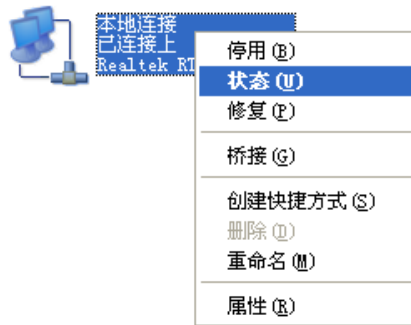 本地连接
已连接上
Realtek
停用(B)
状态(U)
修复(P)
桥接(G)
创建快捷方式(S)
删除(D)
重命名(M)
属性(R)